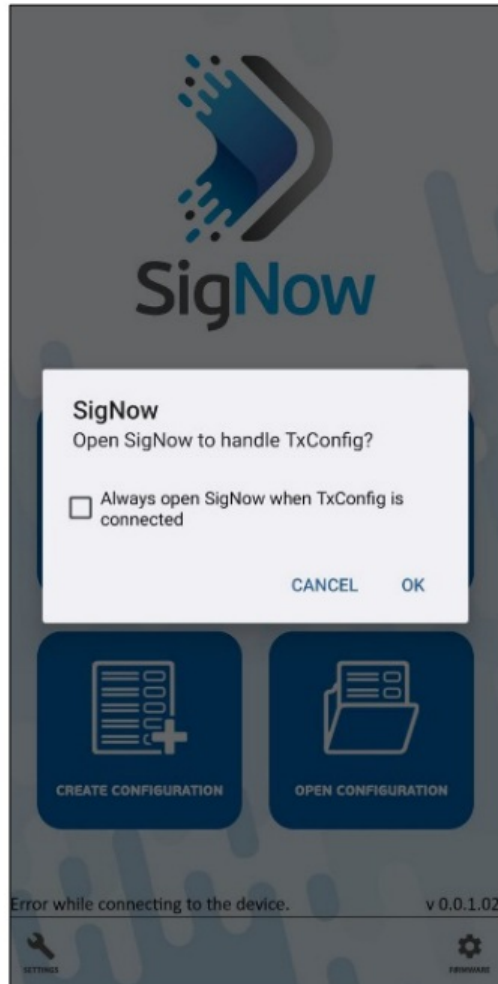 SigNow
SigNow
Open SigNow to handle TxConfig?
Always open SigNow when TxConfig is
connected
CANCEL OK
CREATE CONFIGURATION OPEN CONFIGURATION
Error while connecting to the device. v 0.0.1.02
SETTINGS FIRMWARE